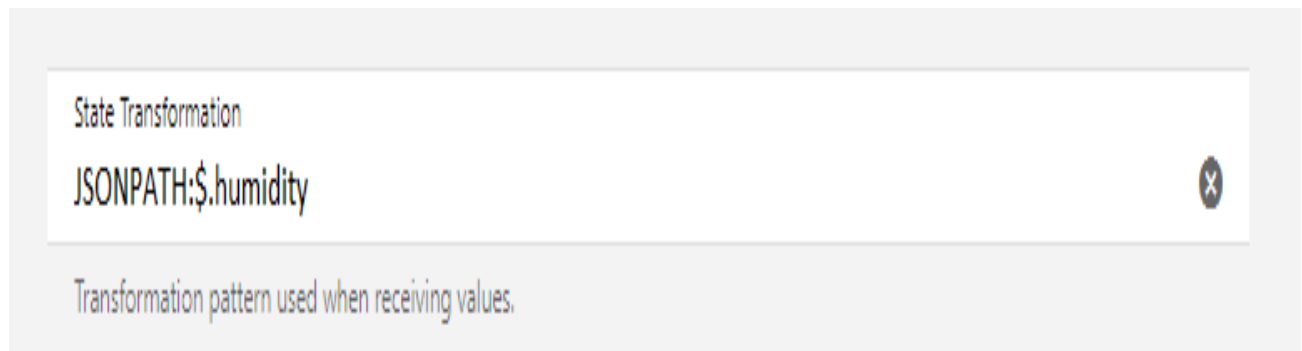 State Transformation
JSONPATH:$.humidity
Transformation pattern used when receiving values.